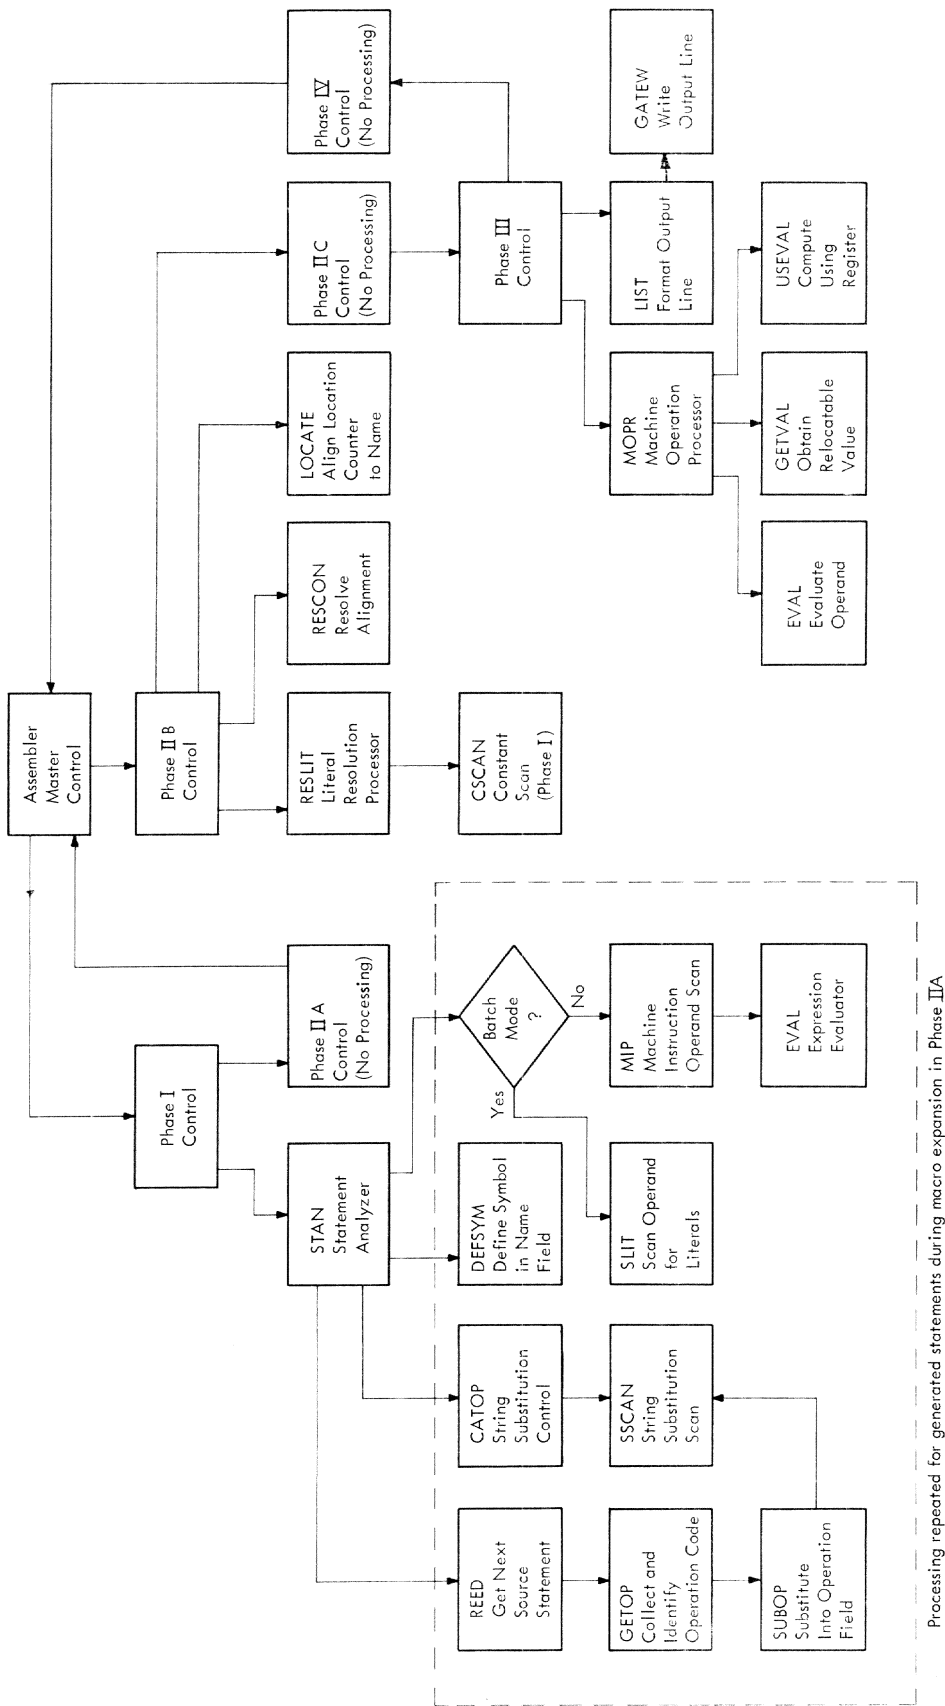 Assembler
Master
Control
Phase I
Control
Phase II B
Control
STAN
Statement
Analyzer
Phase II A
Control
(No Processing)
RESLIT
Literal
Resolution
Processor
RESCON
Resolve
Alignment
LOCATE
Align Location
Counter
to Name
Phase II C
Control
(No Processing)
Phase IV
Control
(No Processing)
REED
Get Next
Source
Statement
CATOP
String
Substitution
Control
DEFSYM
Define Symbol
in Name
Field
Batch
Mode
?
Yes
No
CSCAN
Constant
Scan
(Phase I)
Phase III
Control
GETOP
Collect and
Identify
Operation Code
SSCAN
String
Substitution
Scan
SLIT
Scan Operand
for
Literals
MIP
Machine
Instruction
Operand Scan
MOPR
Machine
Operation
Processor
LIST
Format Output
Line
GATEW
Write
Output Line
SUBOP
Substitute
Into Operation
Field
EVAL
Expression
Evaluator
EVAL
Evaluate
Operand
GETVAL
Obtain
Relocatable
Value
USEVAL
Compute
Using
Register
Processing repeated for generated statements during macro expansion in Phase IIA